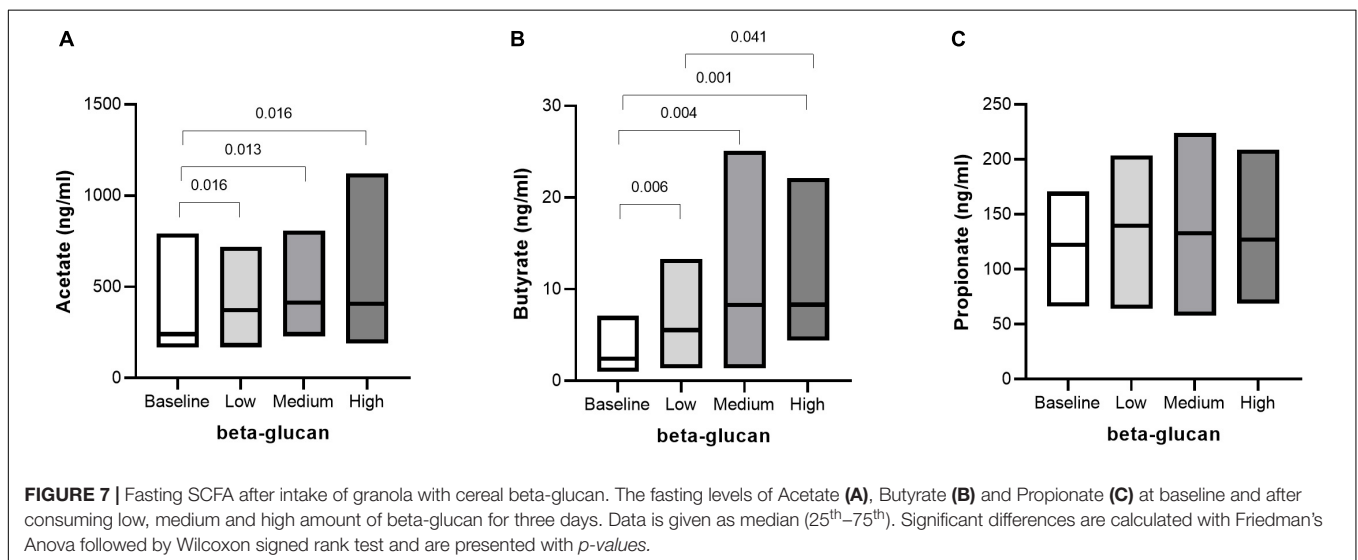 A
1500
1000
500
0
Acetate (ng/ml)
0.016
0.013
0.016
Baseline Low Medium High
beta-glucan
B
30
20
10
0
Butyrate (ng/ml)
0.041
0.001
0.004
0.006
Baseline Low Medium High
beta-glucan
C
250
200
150
100
50
0
Propionate (ng/ml)
Baseline Low Medium High
beta-glucan
FIGURE 7 | Fasting SCFA after intake of granola with cereal beta-glucan. The fasting levels of Acetate (A), Butyrate (B) and Propionate (C) at baseline and after
consuming low, medium and high amount of beta-glucan for three days. Data is given as median (25th–75th). Significant differences are calculated with Friedman's
Anova followed by Wilcoxon signed rank test and are presented with p-values.